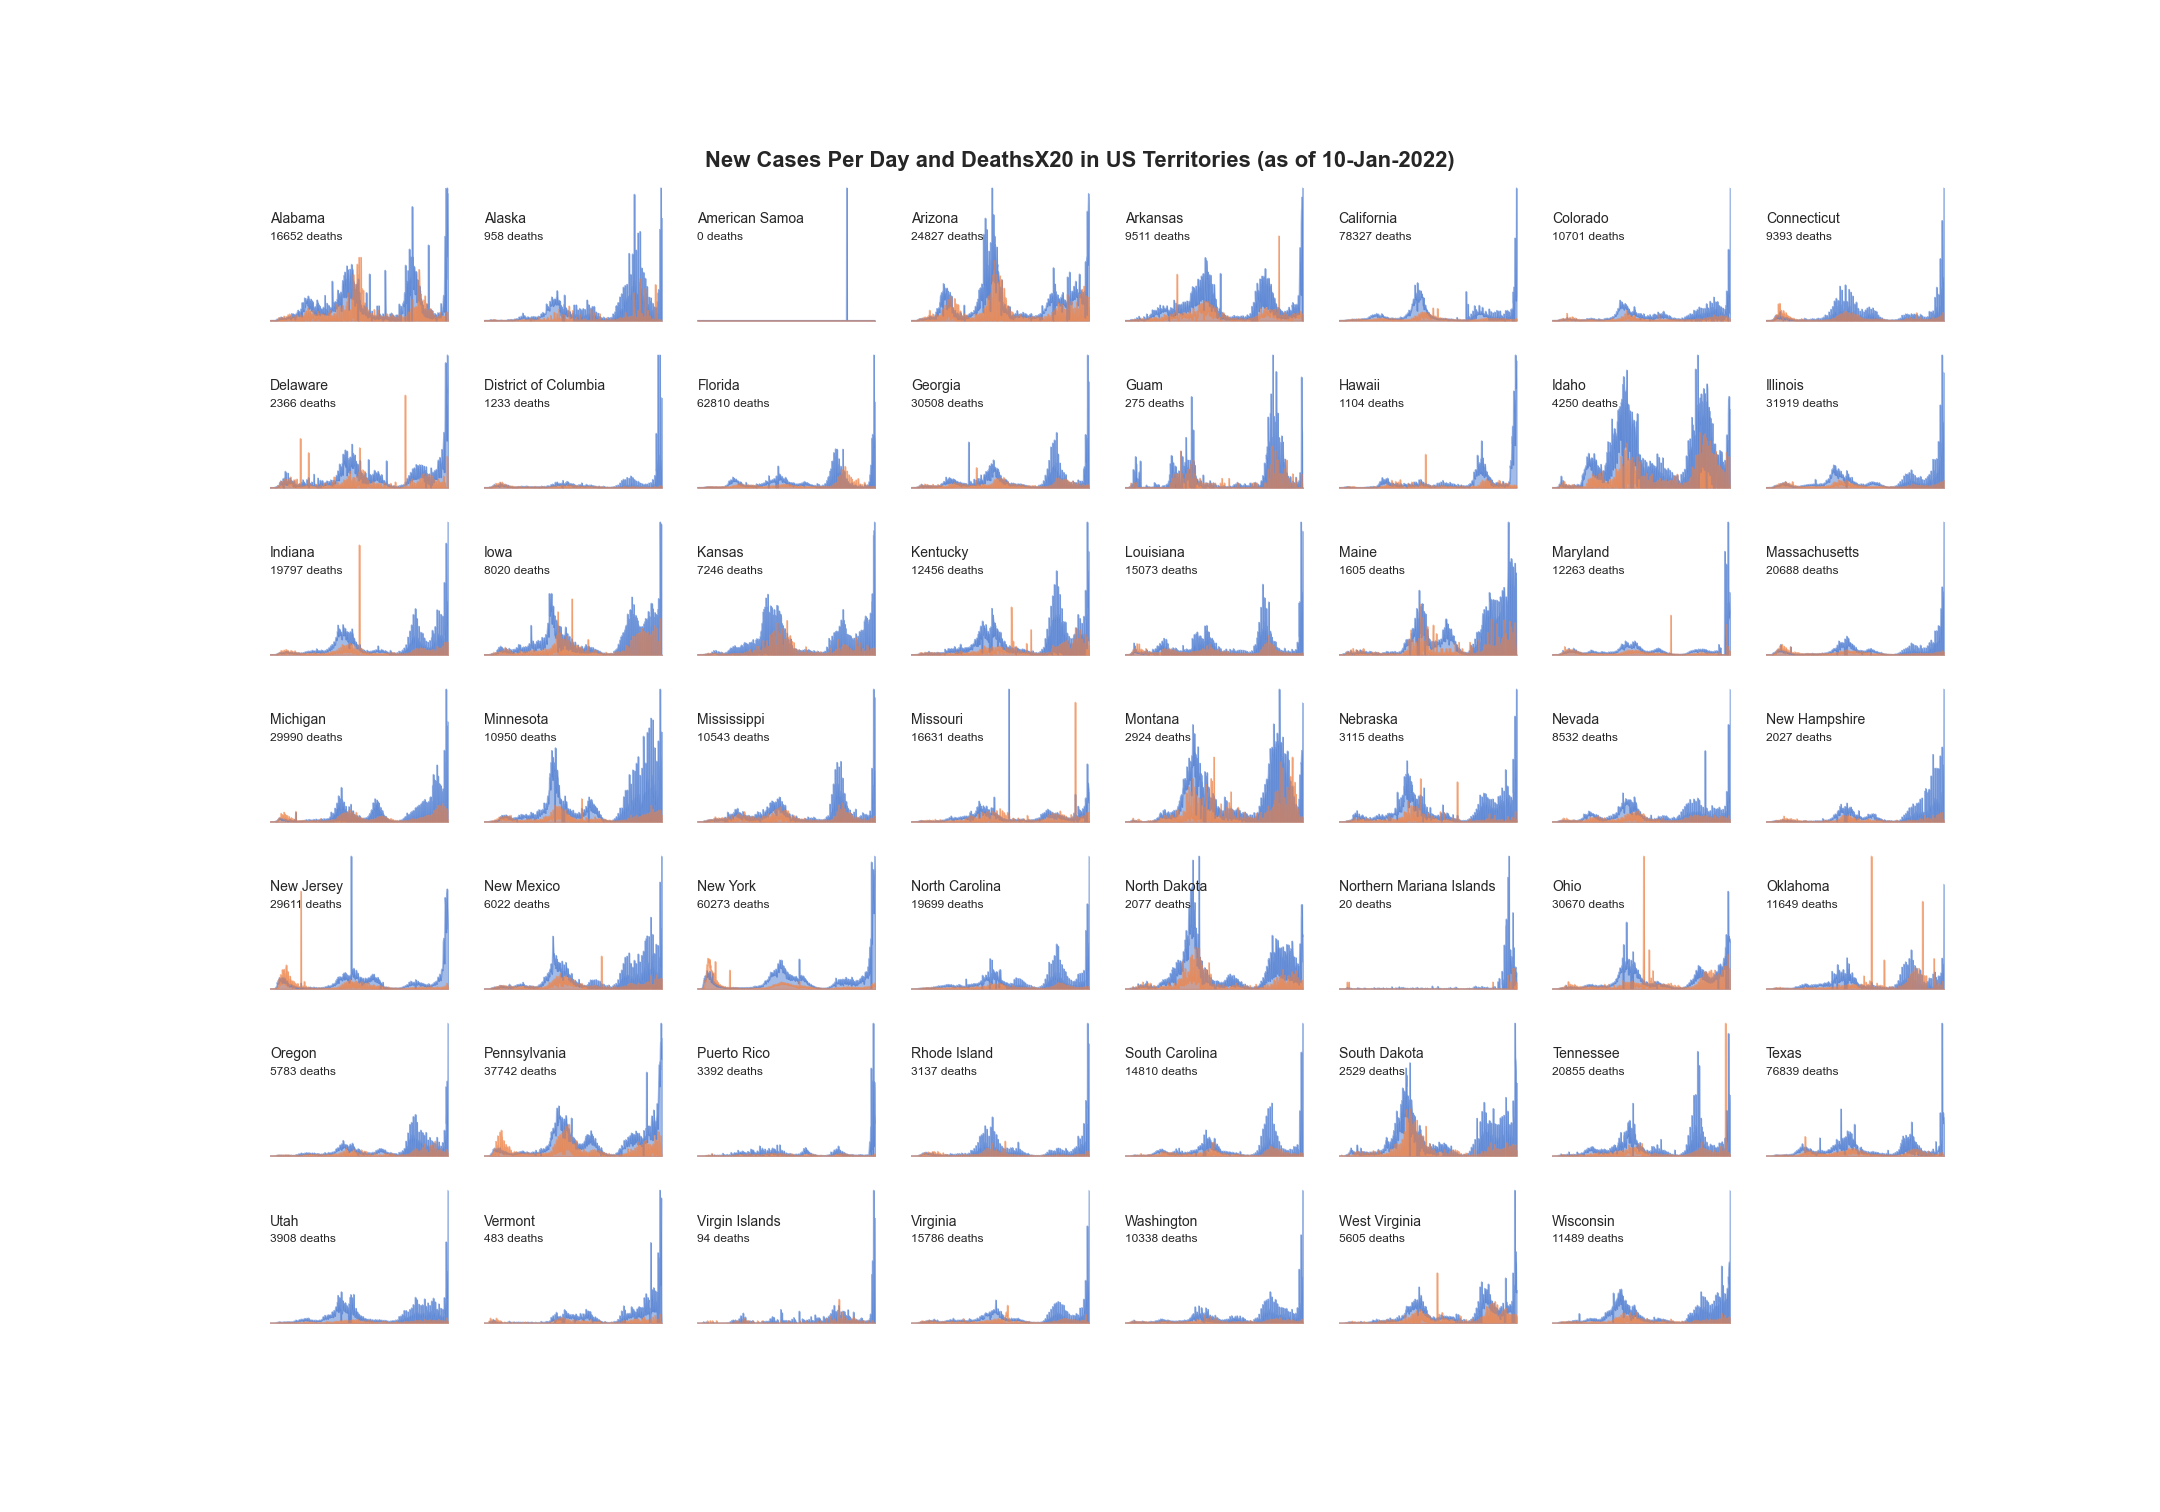 New Cases Per Day and DeathsX20 in US Territories (as of 10-Jan-2022)
Alabama
16652 deaths
Alaska
958 deaths
American Samoa
0 deaths
Arizona
24827 deaths
Arkansas
9511 deaths
California
78327 deaths
Colorado
10701 deaths
Connecticut
9393 deaths
Delaware
2366 deaths
District of Columbia
1233 deaths
Florida
62810 deaths
Georgia
30508 deaths
Guam
275 deaths
Hawaii
1104 deaths
Idaho
4250 deaths
Illinois
31919 deaths
Indiana
19797 deaths
Iowa
8020 deaths
Kansas
7246 deaths
Kentucky
12456 deaths
Louisiana
15073 deaths
Maine
1605 deaths
Maryland
12263 deaths
Massachusetts
20688 deaths
Michigan
29990 deaths
Minnesota
10950 deaths
Mississippi
10543 deaths
Missouri
16631 deaths
Montana
2924 deaths
Nebraska
3115 deaths
Nevada
8532 deaths
New Hampshire
2027 deaths
New Jersey
29611 deaths
New Mexico
6022 deaths
New York
60273 deaths
North Carolina
19699 deaths
North Dakota
2077 deaths
Northern Mariana Islands
20 deaths
Ohio
30670 deaths
Oklahoma
11649 deaths
Oregon
5783 deaths
Pennsylvania
37742 deaths
Puerto Rico
3392 deaths
Rhode Island
3137 deaths
South Carolina
14810 deaths
South Dakota
2529 deaths
Tennessee
20855 deaths
Texas
76839 deaths
Utah
3908 deaths
Vermont
483 deaths
Virgin Islands
94 deaths
Virginia
15786 deaths
Washington
10338 deaths
West Virginia
5605 deaths
Wisconsin
11489 deaths